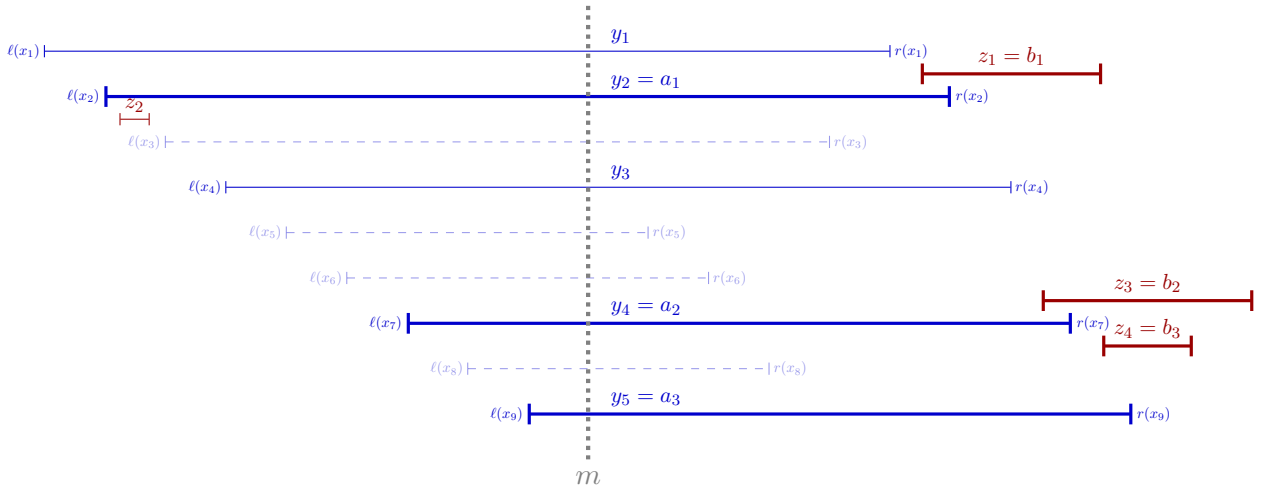 y₁
ℓ(x₁) r(x₁)
z₁ = b₁
y₂ = a₁
ℓ(x₂) r(x₂)
z₂
ℓ(x₃) r(x₃)
y₃
ℓ(x₄) r(x₄)
ℓ(x₅) r(x₅)
ℓ(x₆) r(x₆)
z₃ = b₂
y₄ = a₂
ℓ(x₇) r(x₇)
z₄ = b₃
ℓ(x₈) r(x₈)
y₅ = a₃
ℓ(x₉) r(x₉)
m